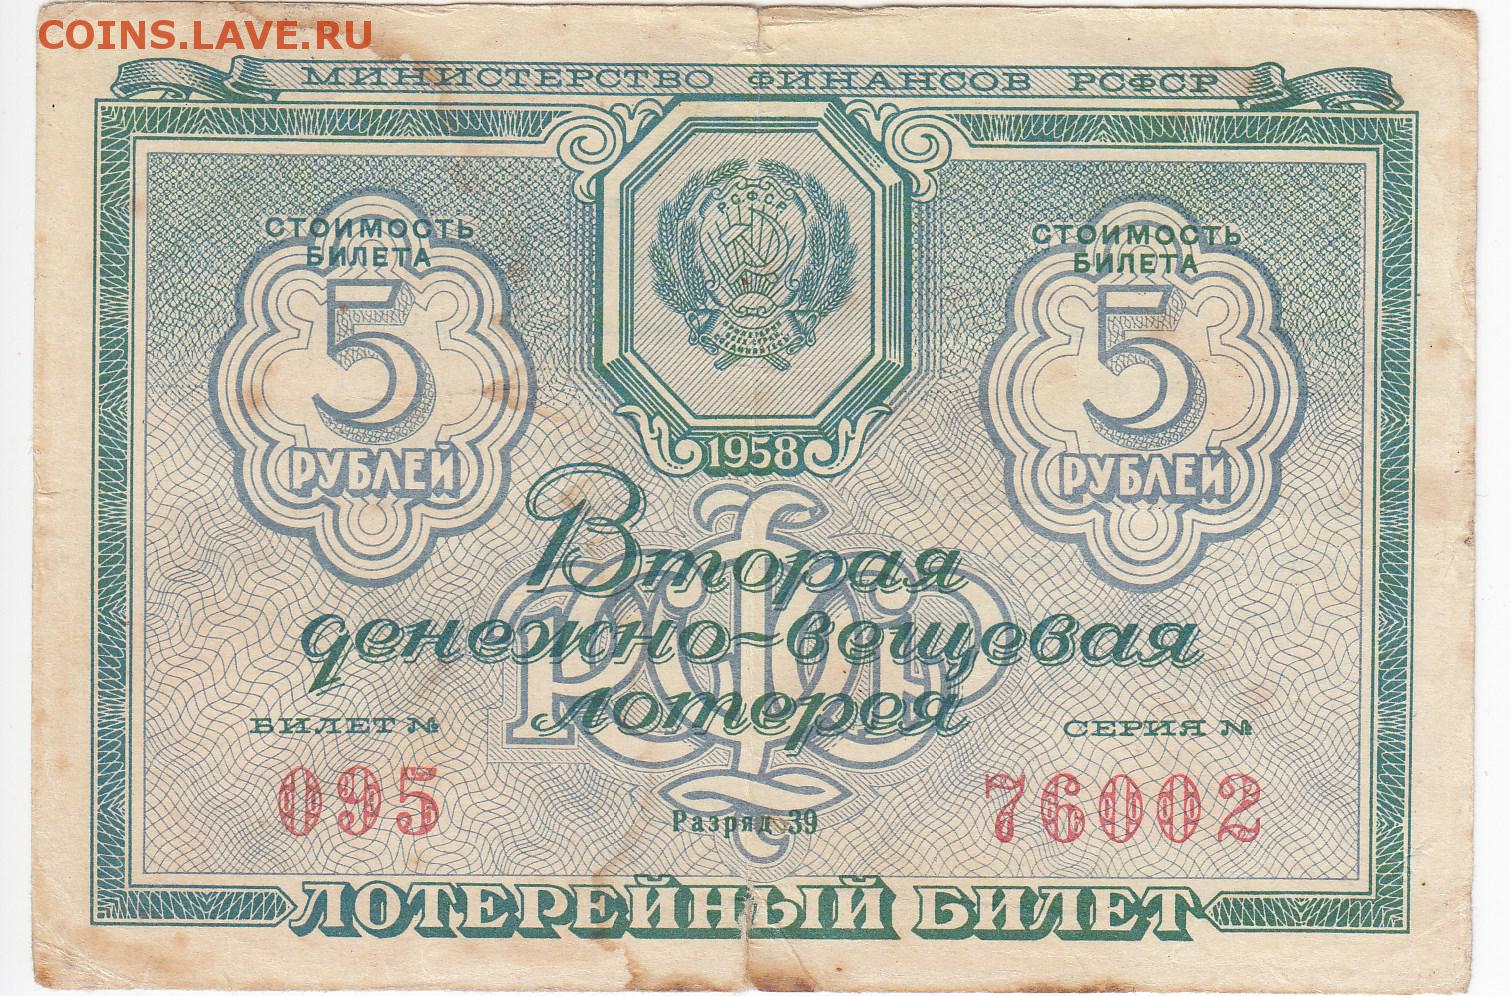 COINS.LAVE.RU
МИНИСТЕРСТВО ФИНАНСОВ РСФСР
РСФСР
СТОИМОСТЬ
БИЛЕТА
5
РУБЛЕЙ
СТОИМОСТЬ
БИЛЕТА
5
РУБЛЕЙ
1958
Вторая
денежно-вещевая
лотерея
БИЛЕТ №
095
СЕРИЯ №
76002
Разряд 39
ЛОТЕРЕЙНЫЙ БИЛЕТ